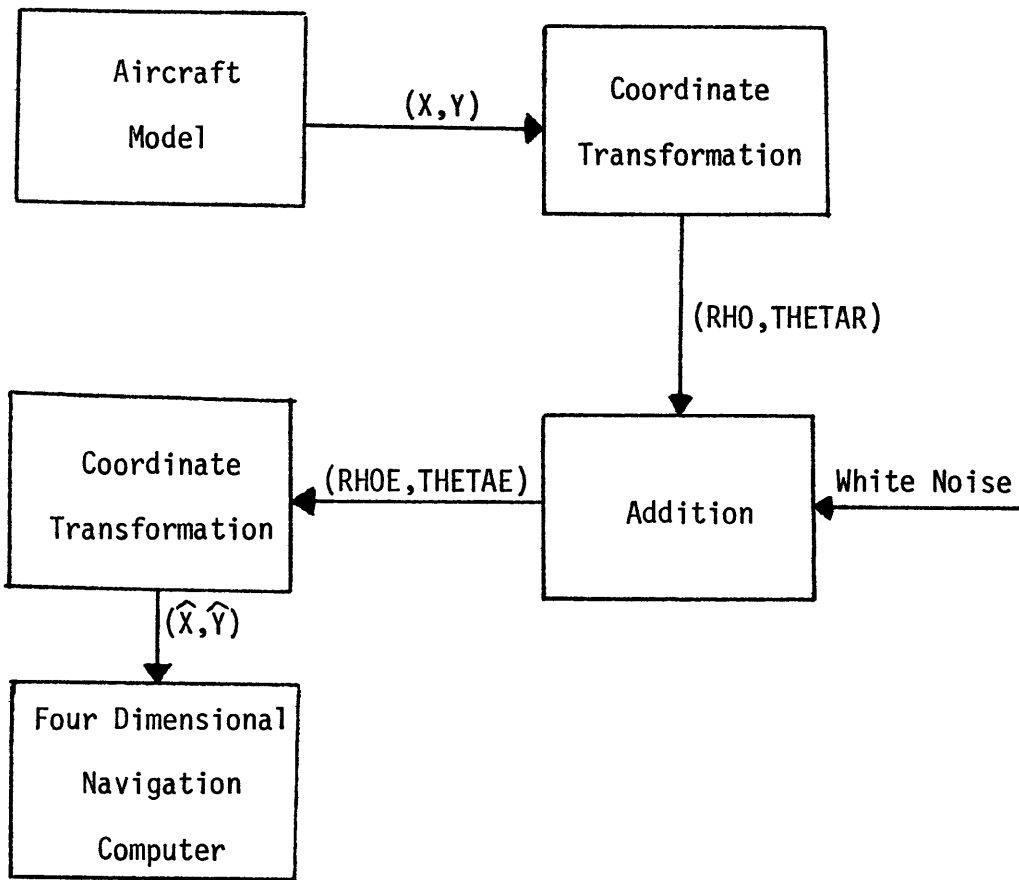 Aircraft
Model
(X,Y)
Coordinate
Transformation
(RHO,THETAR)
Coordinate
Transformation
(RHOE,THETAE)
Addition
White Noise
(X̂,Ŷ)
Four Dimensional
Navigation
Computer